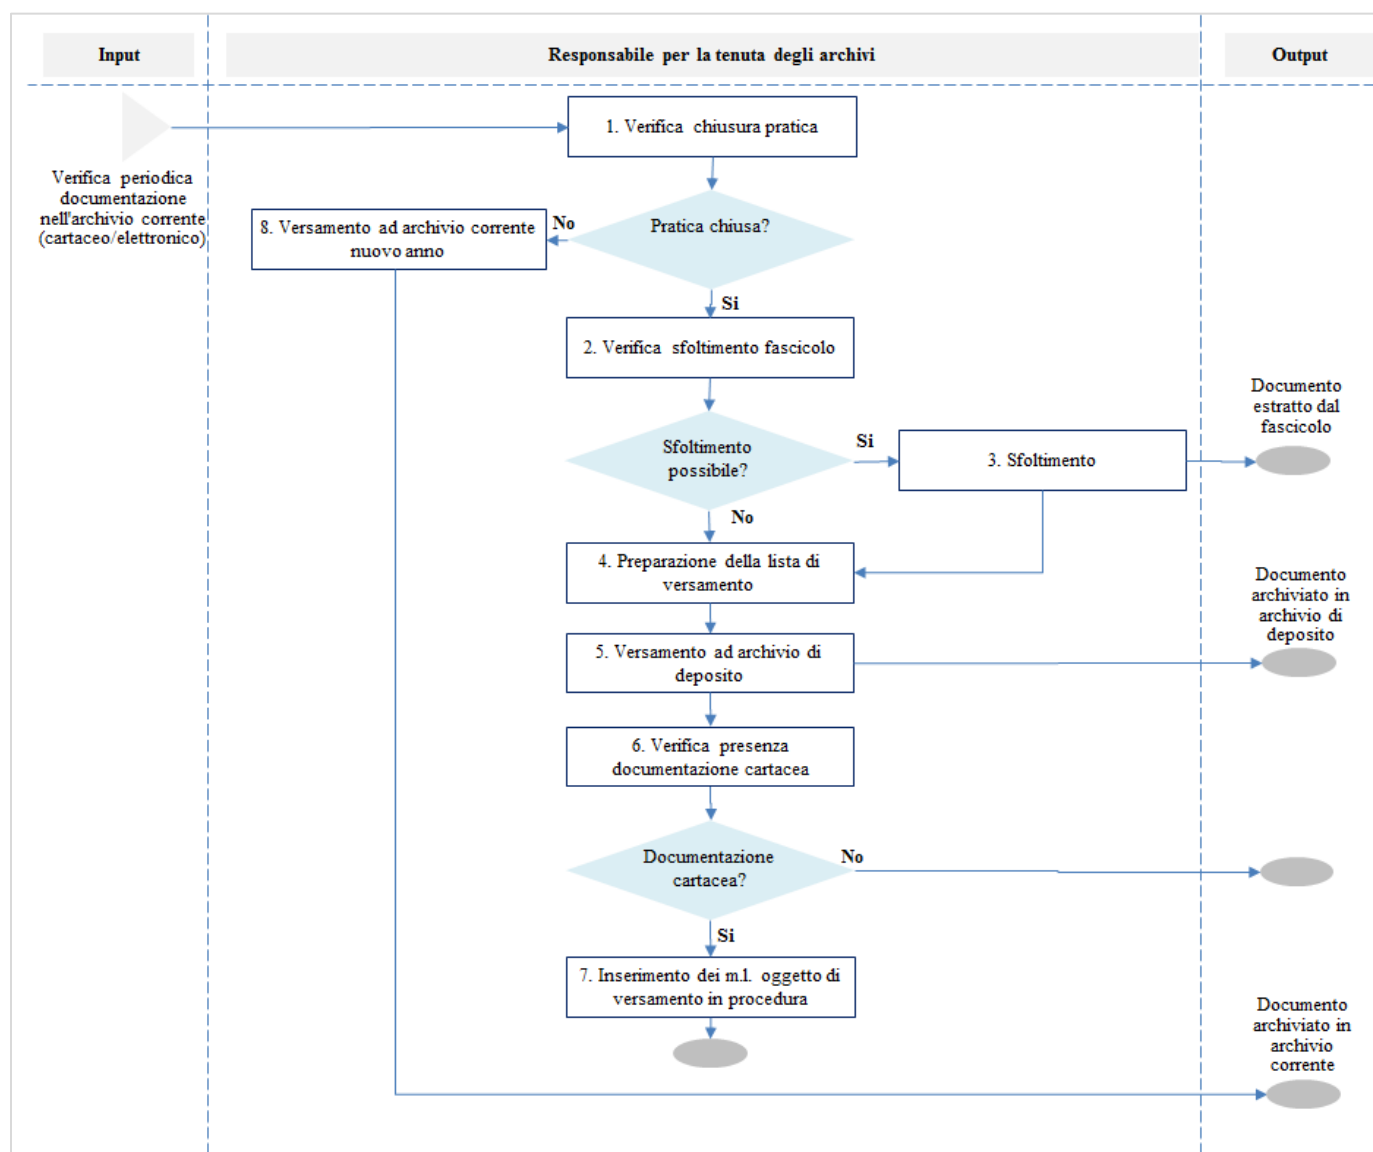 Input
Responsabile per la tenuta degli archivi
Output
1. Verifica chiusura pratica
Verifica periodica
documentazione
nell'archivio corrente
(cartaceo/elettronico)
8. Versamento ad archivio corrente
nuovo anno
No
Pratica chiusa?
Si
2. Verifica sfoltimento fascicolo
Sfoltimento
possibile?
Si
3. Sfoltimento
Documento
estratto dal
fascicolo
No
4. Preparazione della lista di
versamento
5. Versamento ad archivio di
deposito
Documento
archiviato in
archivio di
deposito
6. Verifica presenza
documentazione cartacea
Documentazione
cartacea?
No
Si
7. Inserimento dei m.l. oggetto di
versamento in procedura
Documento
archiviato in
archivio
corrente